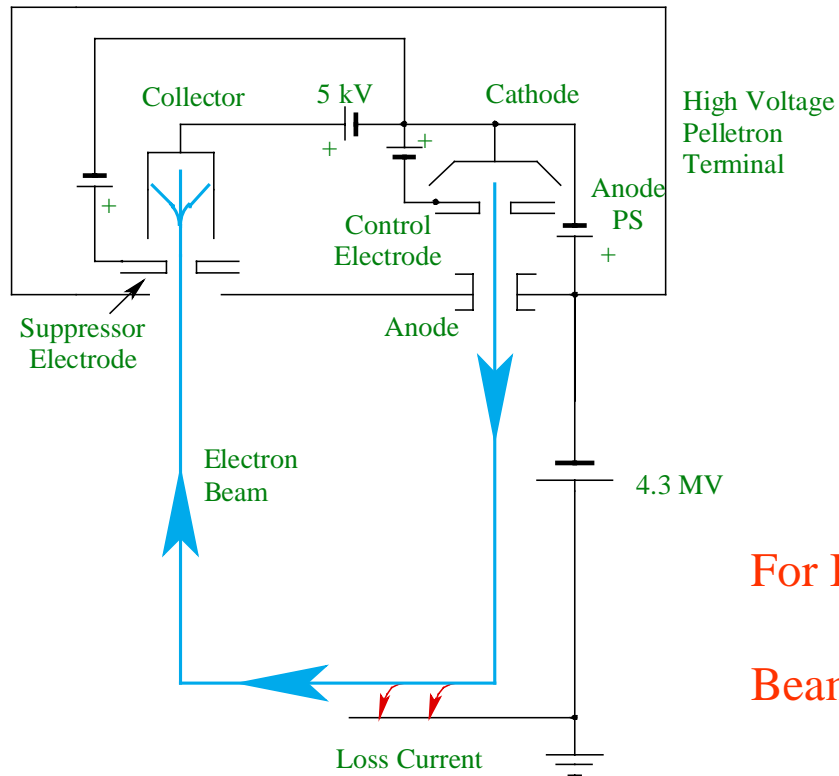 Collector
5 kV
Cathode
High Voltage
Pelletron
Terminal
+
+
+
Anode
PS
+
Control
Electrode
Suppressor
Electrode
Anode
Electron
Beam
4.3 MV
For
Loss Current